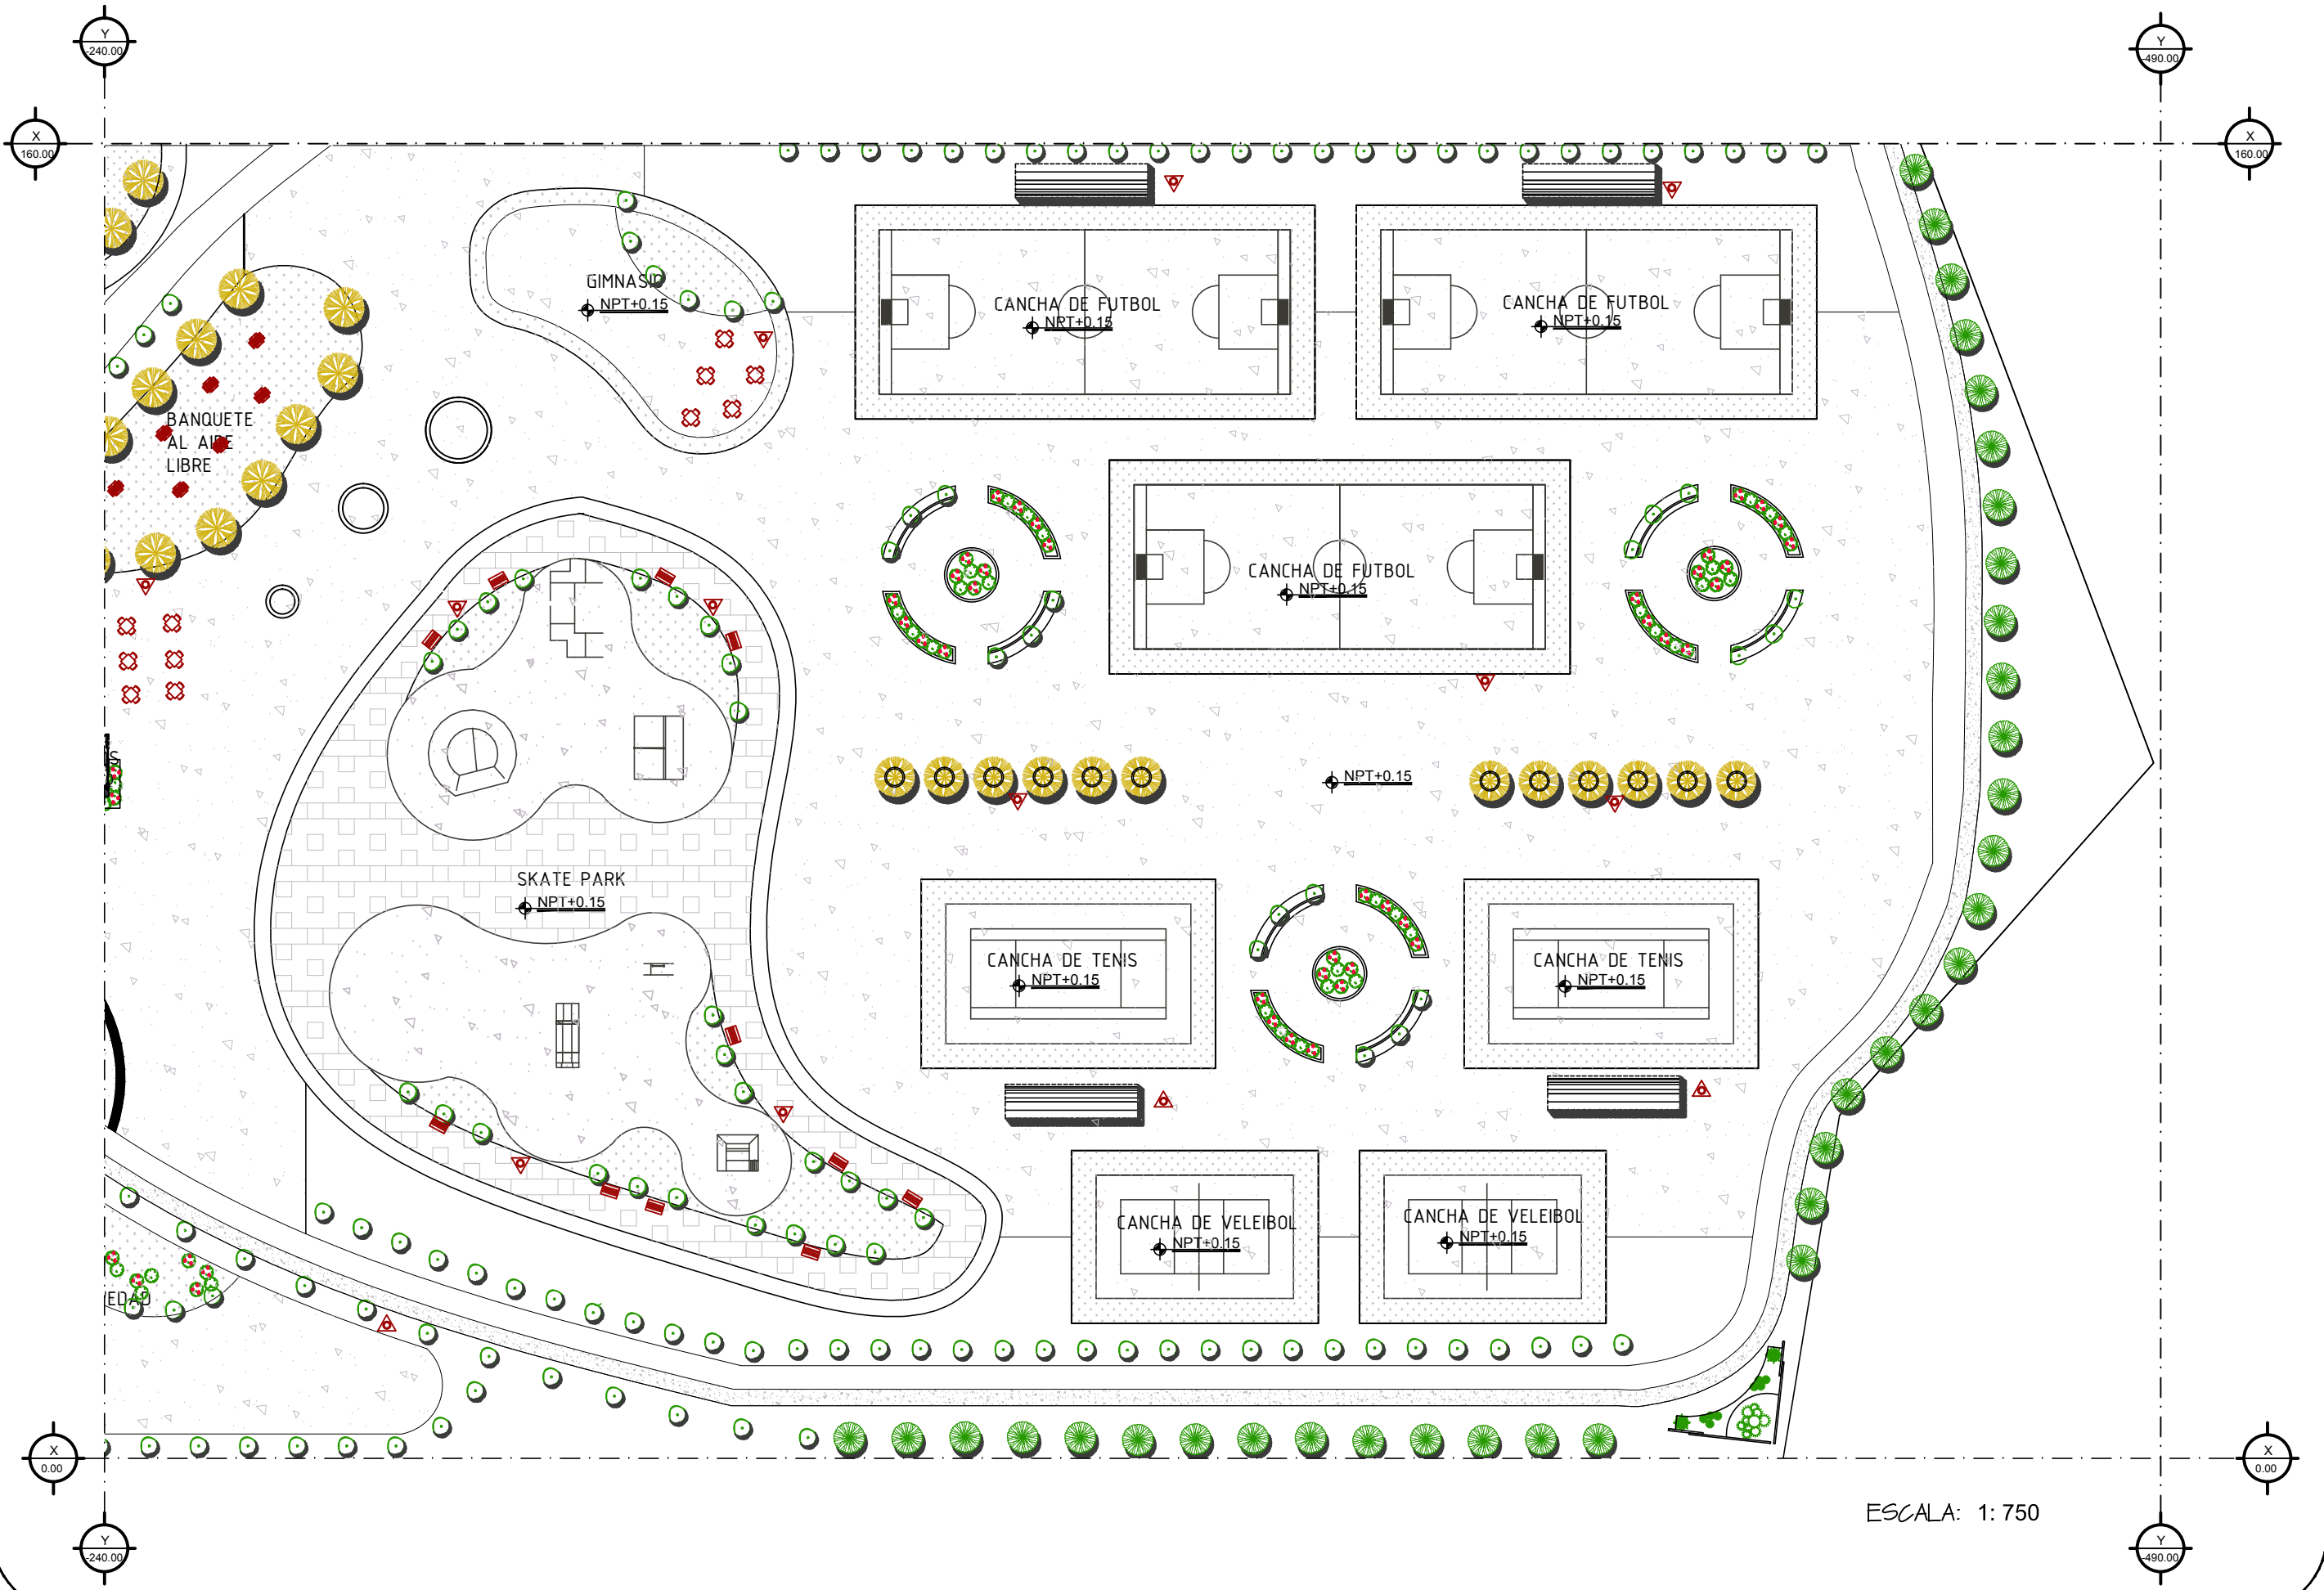 Y
-240.00
Y
-490.00
X
160.00
X
160.00
GIMNASIO
NPT+0.15
CANCHA DE FUTBOL
NPT+0.15
CANCHA DE FUTBOL
NPT+0.15
BANQUETE
AL AIRE
LIBRE
CANCHA DE FUTBOL
NPT+0.15
S
NPT+0.15
SKATE PARK
NPT+0.15
CANCHA DE TENIS
NPT+0.15
CANCHA DE TENIS
NPT+0.15
CANCHA DE VELEIBOL
NPT+0.15
CANCHA DE VELEIBOL
NPT+0.15
EDAD
X
0.00
X
0.00
ESCALA: 1: 750
Y
-240.00
Y
-490.00